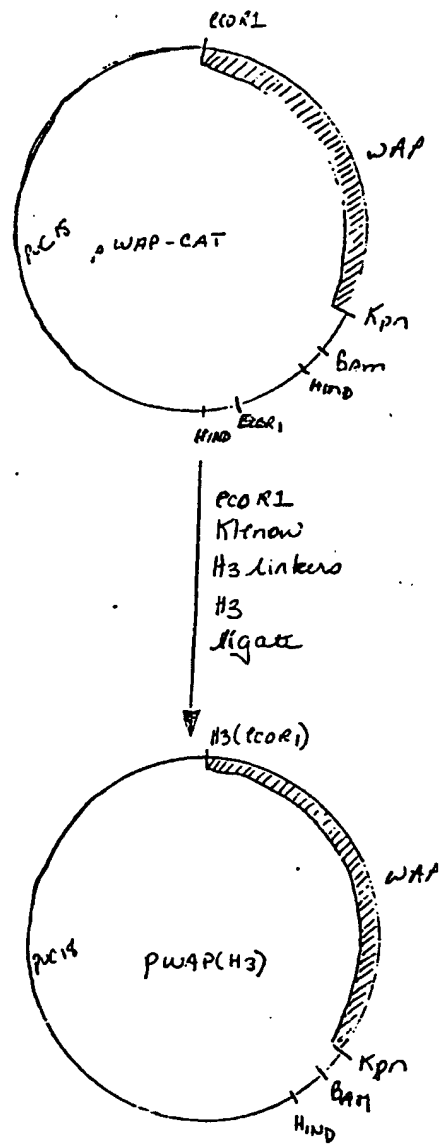 ECOR1
WAP
puC18
pWAP-CAT
Kpn
BAM
HIND
ECOR1
HIND
ECOR1
Klenow
H3 linkers
H3
ligate
H3(ECOR1)
WAP
puC18
pWAP(H3)
Kpn
BAM
HIND